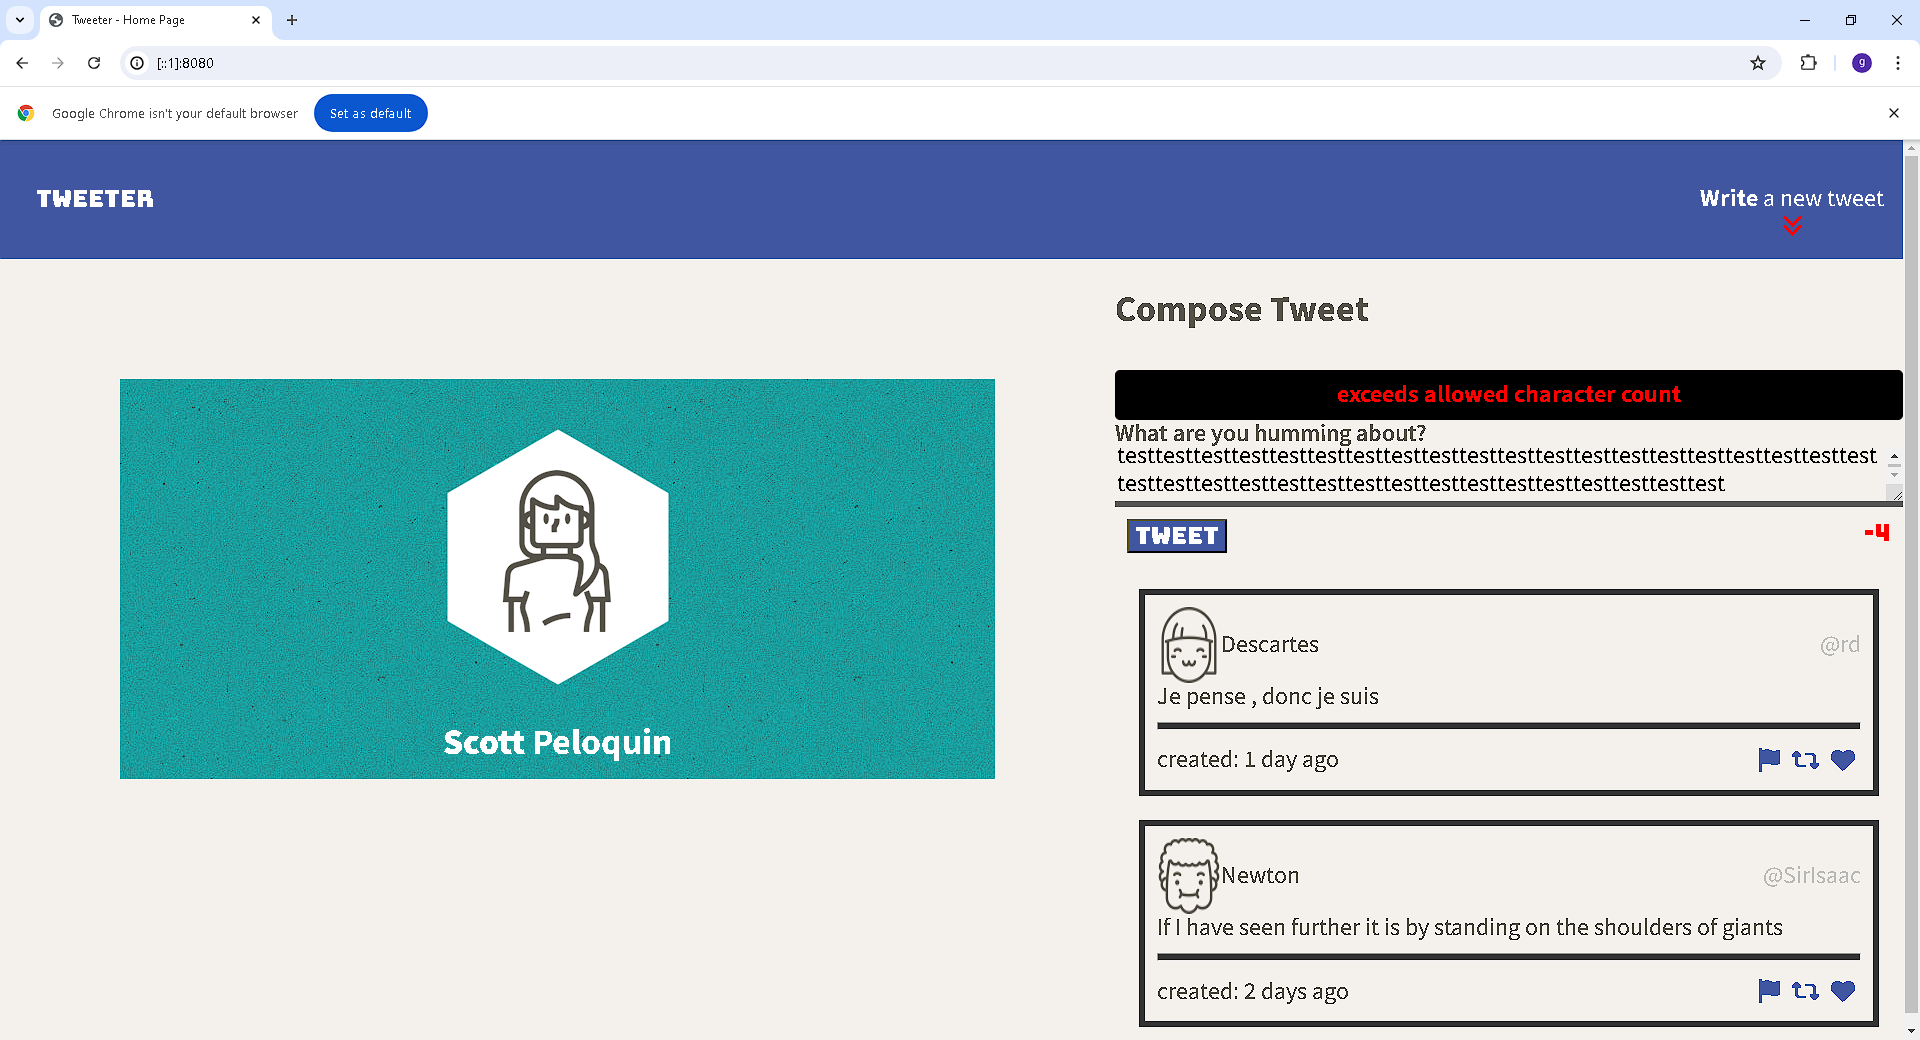 Tweeter - Home Page
[::1]:8080
g
Google Chrome isn't your default browser
Set as default
TWEETER
Write a new tweet
Compose Tweet
exceeds allowed character count
What are you humming about?
testtesttesttesttesttesttesttesttesttesttesttesttesttesttesttesttesttesttesttest
testtesttesttesttesttesttesttesttesttesttesttesttesttesttesttest
TWEET
-4
Descartes
@rd
Je pense , donc je suis
created: 1 day ago
Newton
@SirIsaac
If I have seen further it is by standing on the shoulders of giants
created: 2 days ago
Scott Peloquin